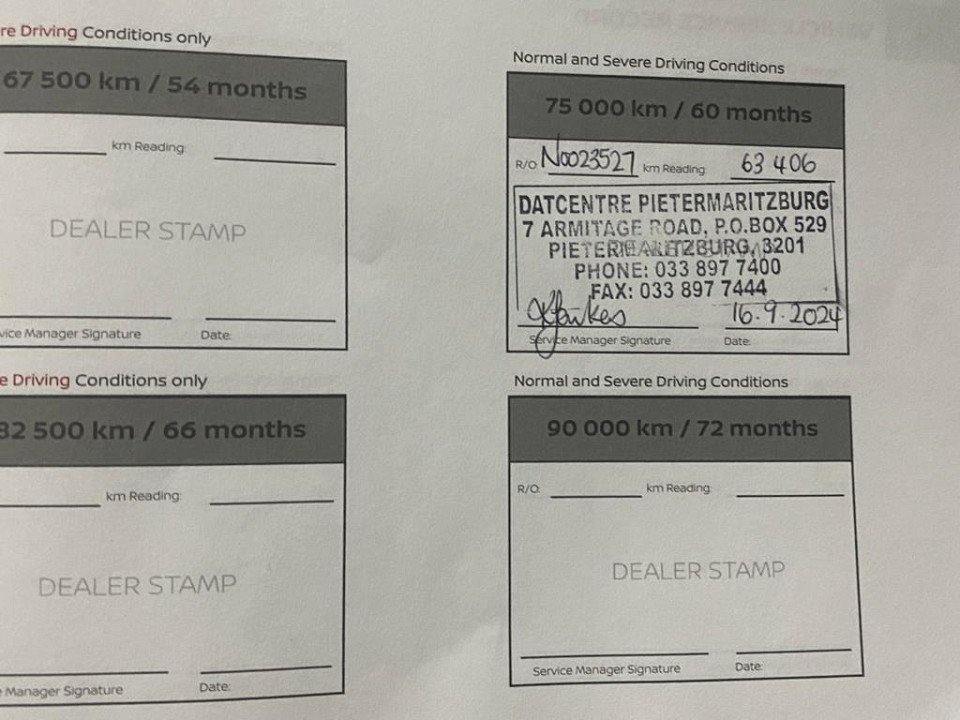 re Driving Conditions only
67 500 km / 54 months
km Reading:
DEALER STAMP
vice Manager Signature
Date:
Normal and Severe Driving Conditions
75 000 km / 60 months
R/O N0023527 km Reading 63 406
DATCENTRE PIETERMARITZBURG
7 ARMITAGE ROAD, P.O.BOX 529
PIETERMARITZBURG, 3201
PHONE: 033 897 7400
FAX: 033 897 7444
16.9.2024
Service Manager Signature
Date:
e Driving Conditions only
82 500 km / 66 months
km Reading:
DEALER STAMP
Manager Signature
Date:
Normal and Severe Driving Conditions
90 000 km / 72 months
R/O: km Reading:
DEALER STAMP
Service Manager Signature
Date: